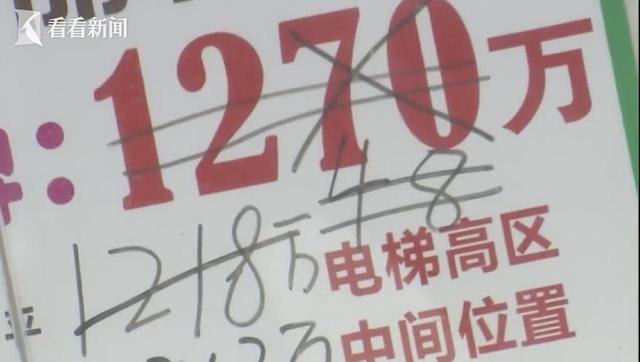 看看新闻
:1270万
48
1218万
电梯高区
中间位置